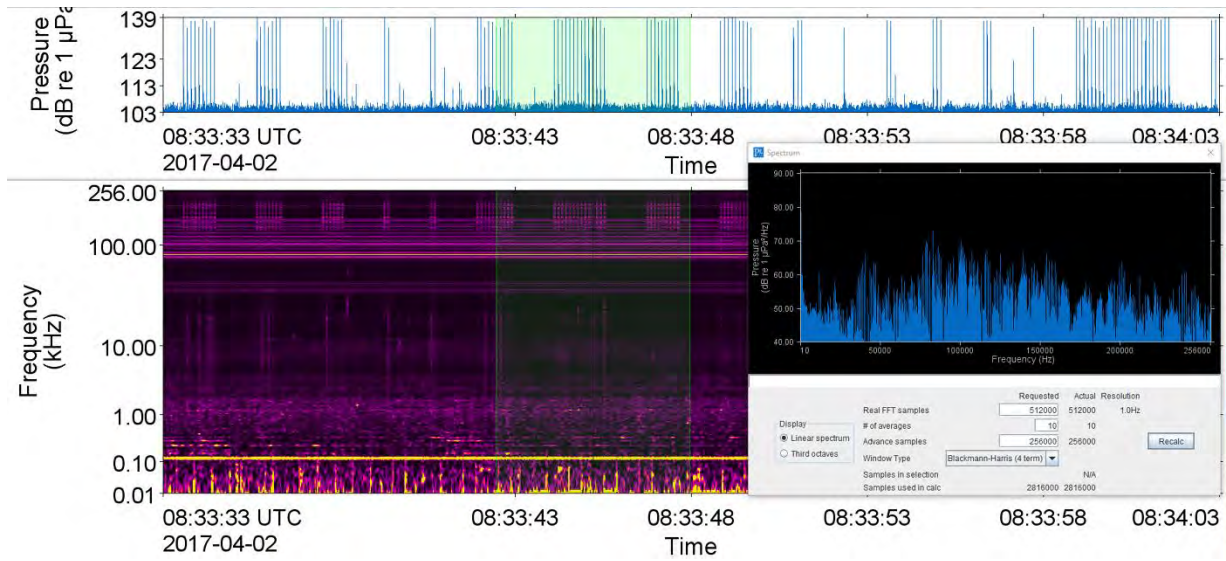 Pressure
(dB re 1 µPa)
139
123
113
103
08:33:33 UTC
08:33:43
08:33:48
08:33:53
08:33:58
08:34:03
2017-04-02
Time
Frequency
(kHz)
256.00
100.00
10.00
1.00
0.10
0.01
08:33:33 UTC
08:33:43
08:33:48
08:33:53
08:33:58
08:34:03
2017-04-02
Time
Spectrum
Pressure
(dB re 1 µPa²/Hz)
90.00
80.00
70.00
60.00
50.00
40.00
10
50000
100000
150000
200000
256000
Frequency (Hz)
Requested Actual Resolution
Real FFT samples 512000 512000 1.0Hz
Display
# of averages 10 10
Linear spectrum
Advance samples 256000 256000
Recalc
Third octaves
Window Type Blackmann-Harris (4 term)
Samples in selection N/A
Samples used in calc 2816000 2816000